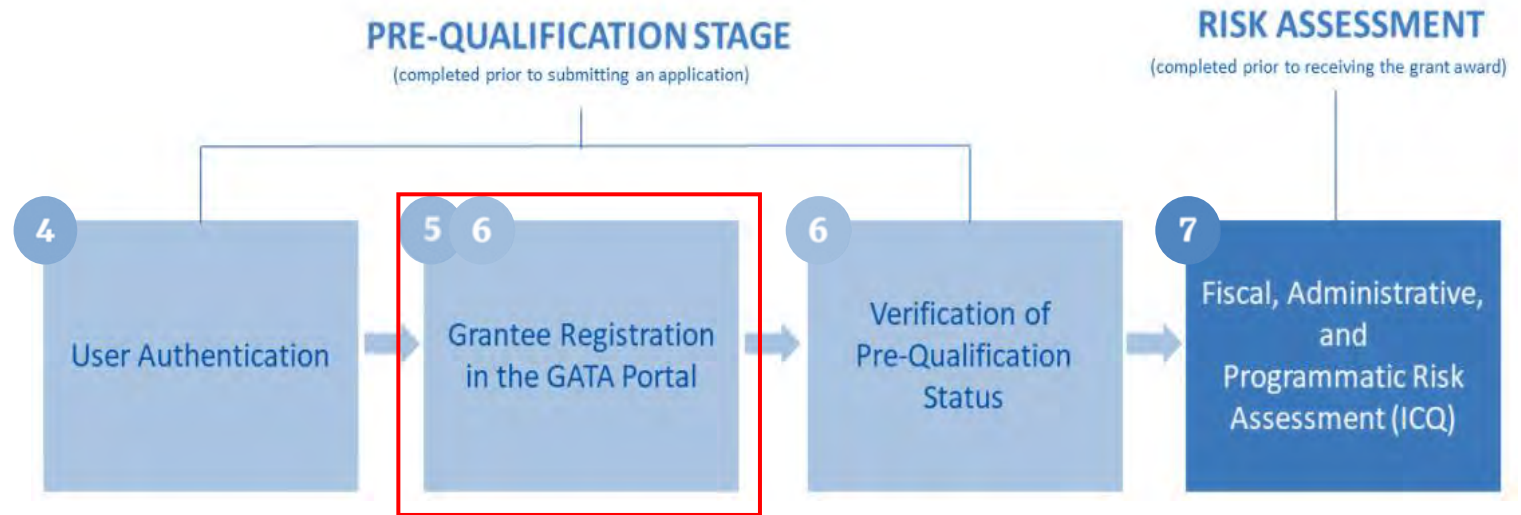 PRE-QUALIFICATION STAGE
(completed prior to submitting an application)
RISK ASSESSMENT
(completed prior to receiving the grant award)
4
User Authentication
5 6
Grantee Registration
in the GATA Portal
6
Verification of
Pre-Qualification
Status
7
Fiscal, Administrative,
and
Programmatic Risk
Assessment (ICQ)